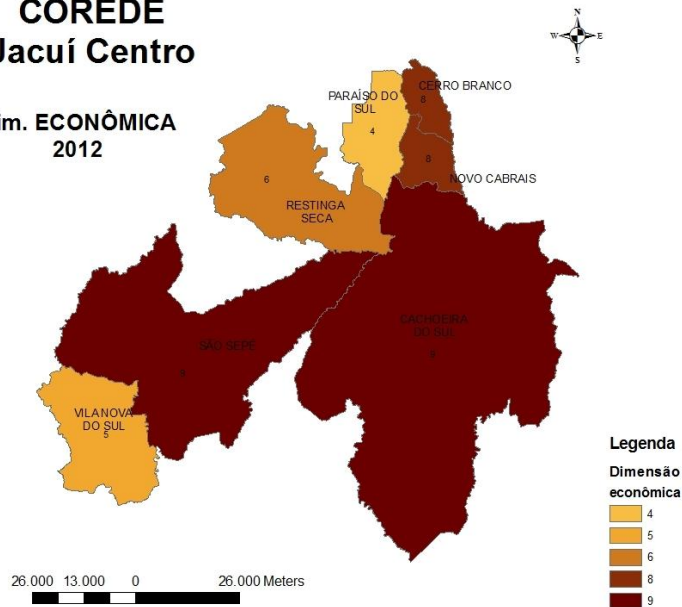 COREDE
Jacuí Centro
im. ECONÔMICA
2012
N
W E
S
CERRO BRANCO
8
PARAÍSO DO
SUL
4
8
NOVO CABRAIS
6
RESTINGA
SECA
CACHOEIRA
DO SUL
9
SÃO SEPÉ
9
VILA NOVA
DO SUL
5
Legenda
Dimensão
econômica
4
5
6
8
9
26.000 13.000 0 26.000 Meters